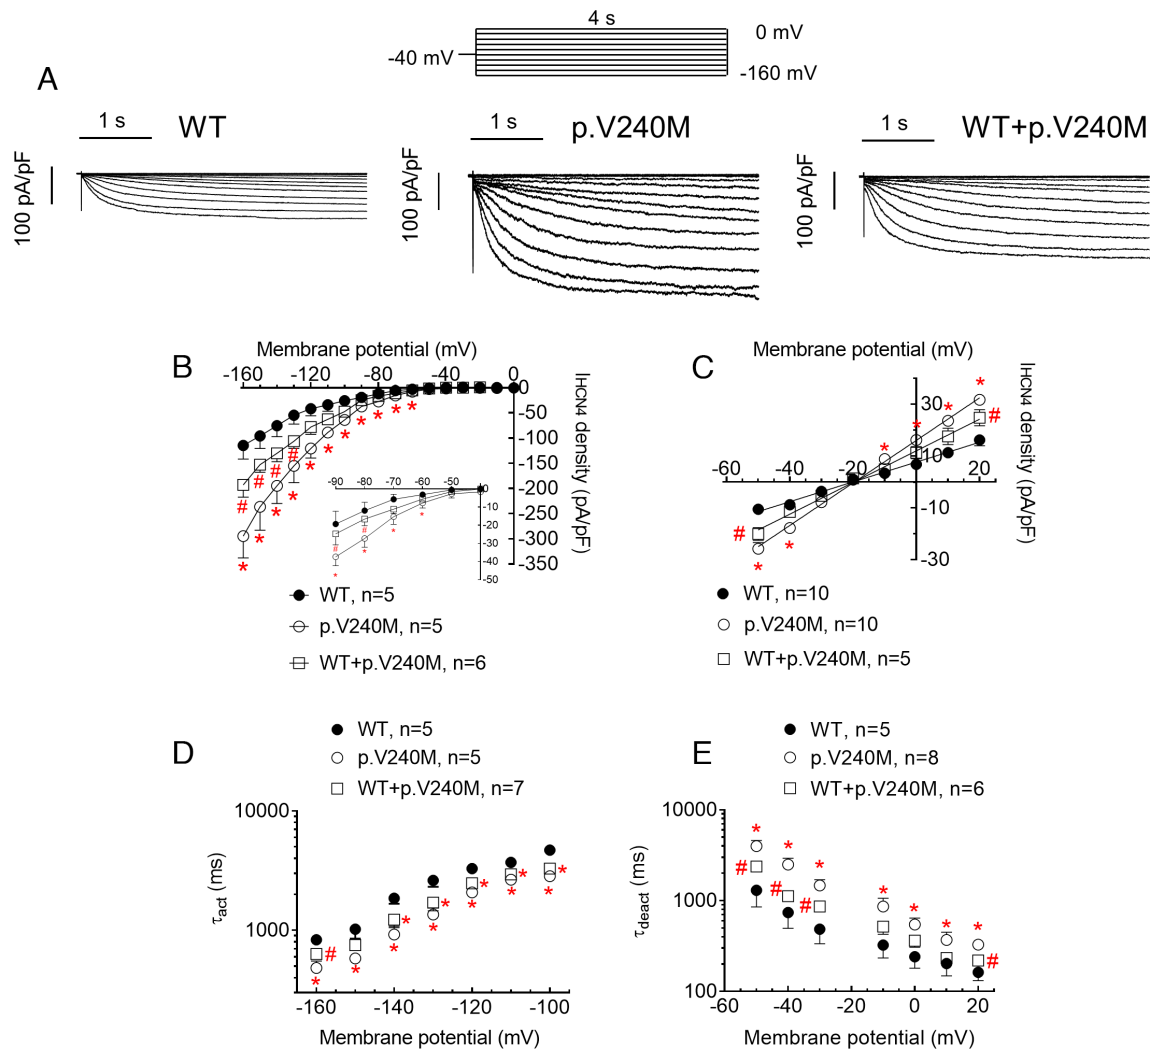 4 s
0 mV
-40 mV
-160 mV
A
1 s
WT
1 s
p.V240M
1 s
WT+p.V240M
100 pA/pF
100 pA/pF
100 pA/pF
B
Membrane potential (mV)
-160 -120 -80 -40 0
0
-50
-100
-150
-200
-250
-300
-350
IHCN4 density (pA/pF)
* * * * * * * * * * *
# # # #
-90 -80 -70 -60 -50
0
-10
-20
-30
-40
-50
# #
* * * *
WT, n=5
p.V240M, n=5
WT+p.V240M, n=6
C
Membrane potential (mV)
30
10
-10
-30
-60 -40 -20 20
IHCN4 density (pA/pF)
* * * *
#
#
* *
WT, n=10
p.V240M, n=10
WT+p.V240M, n=5
D
WT, n=5
p.V240M, n=5
WT+p.V240M, n=7
10000
1000
τact (ms)
#
* * * * *
* * * * * * *
-160 -140 -120 -100
Membrane potential (mV)
E
WT, n=5
p.V240M, n=8
WT+p.V240M, n=6
10000
1000
100
τdeact (ms)
* * * * * * *
# # # #
-60 -40 -20 0 20
Membrane potential (mV)